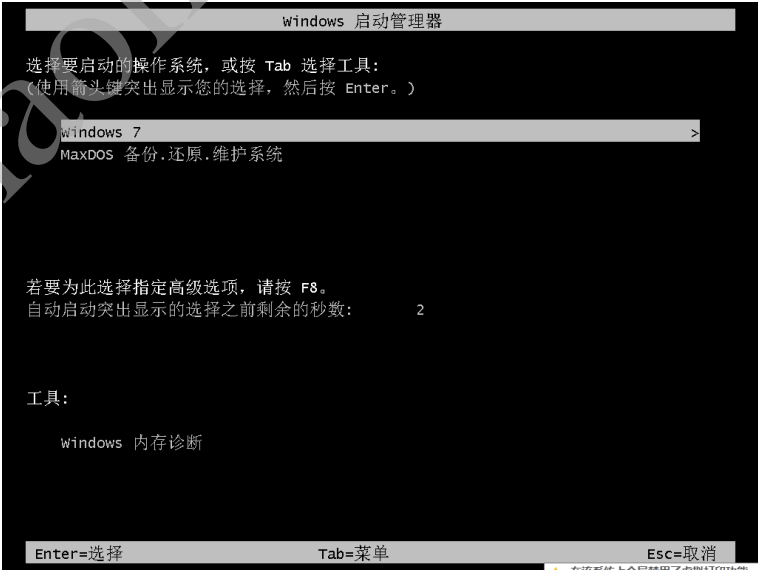 Windows 启动管理器
选择要启动的操作系统，或按 Tab 选择工具:
(使用箭头键突出显示您的选择，然后按 Enter。)
Windows 7 >
MaxDOS 备份.还原.维护系统
若要为此选择指定高级选项，请按 F8。
自动启动突出显示的选择之前剩余的秒数: 2
工具:
Windows 内存诊断
Enter=选择 Tab=菜单 Esc=取消